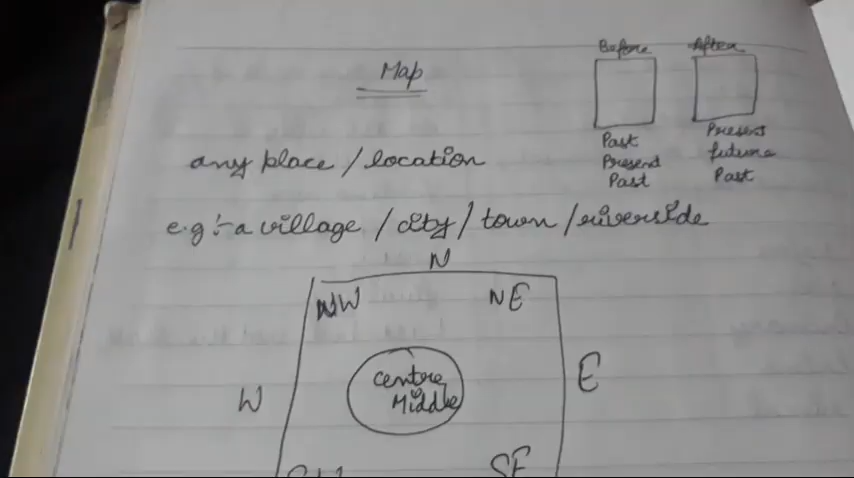 Before After
Map
Past Present
Present future
Past Past
any place / location
e.g :- a village / city / town / riverside
N
NW NE
W E
Centre
Middle
SE